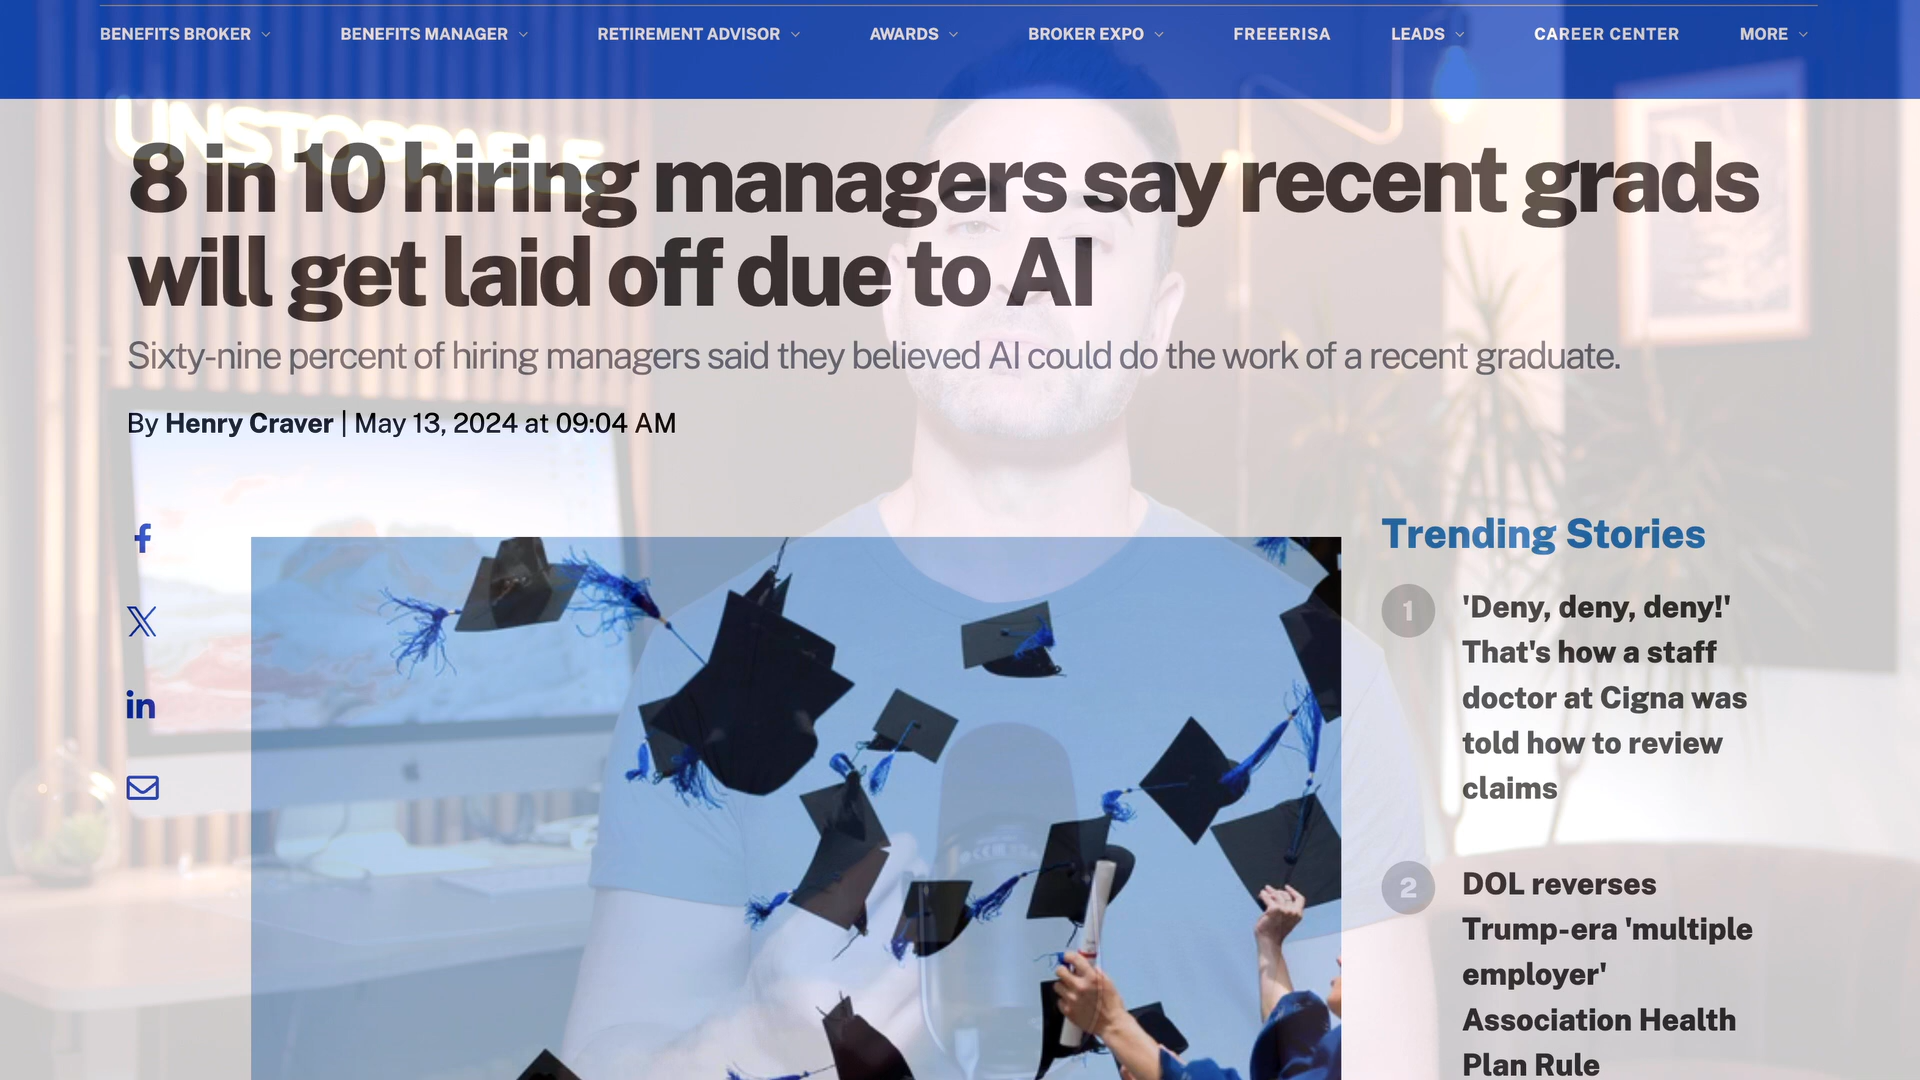 BENEFITS BROKER BENEFITS MANAGER RETIREMENT ADVISOR AWARDS BROKER EXPO FREEERISA LEADS CAREER CENTER MORE
UNSTOPPABLE
8 in 10 hiring managers say recent grads
will get laid off due to AI
Sixty-nine percent of hiring managers said they believed AI could do the work of a recent graduate.
By Henry Craver | May 13, 2024 at 09:04 AM
Trending Stories
1
'Deny, deny, deny!'
That's how a staff
doctor at Cigna was
told how to review
claims
2
DOL reverses
Trump-era 'multiple
employer'
Association Health
Plan Rule